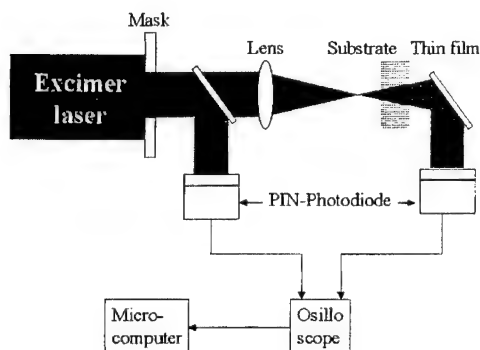 Mask
Lens
Substrate
Thin film
Excimer
laser
PIN-Photodiode
Micro-
computer
Osillo
scope